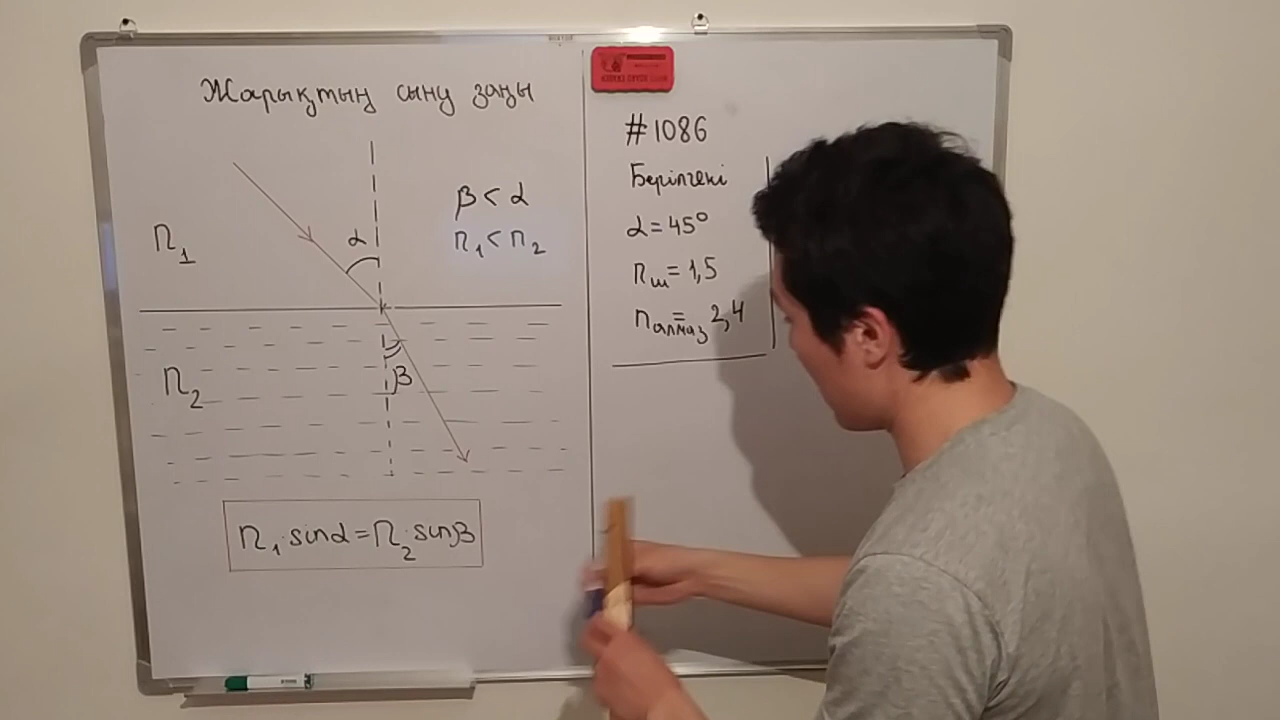 Жарықтың сыну заңы
α
β < α
n₁ < n₂
n₁
n₂
β
n₁·sinα=n₂·sinβ
#1086
Берілгені
α=45°
nш=1,5
nалмаз=2,4